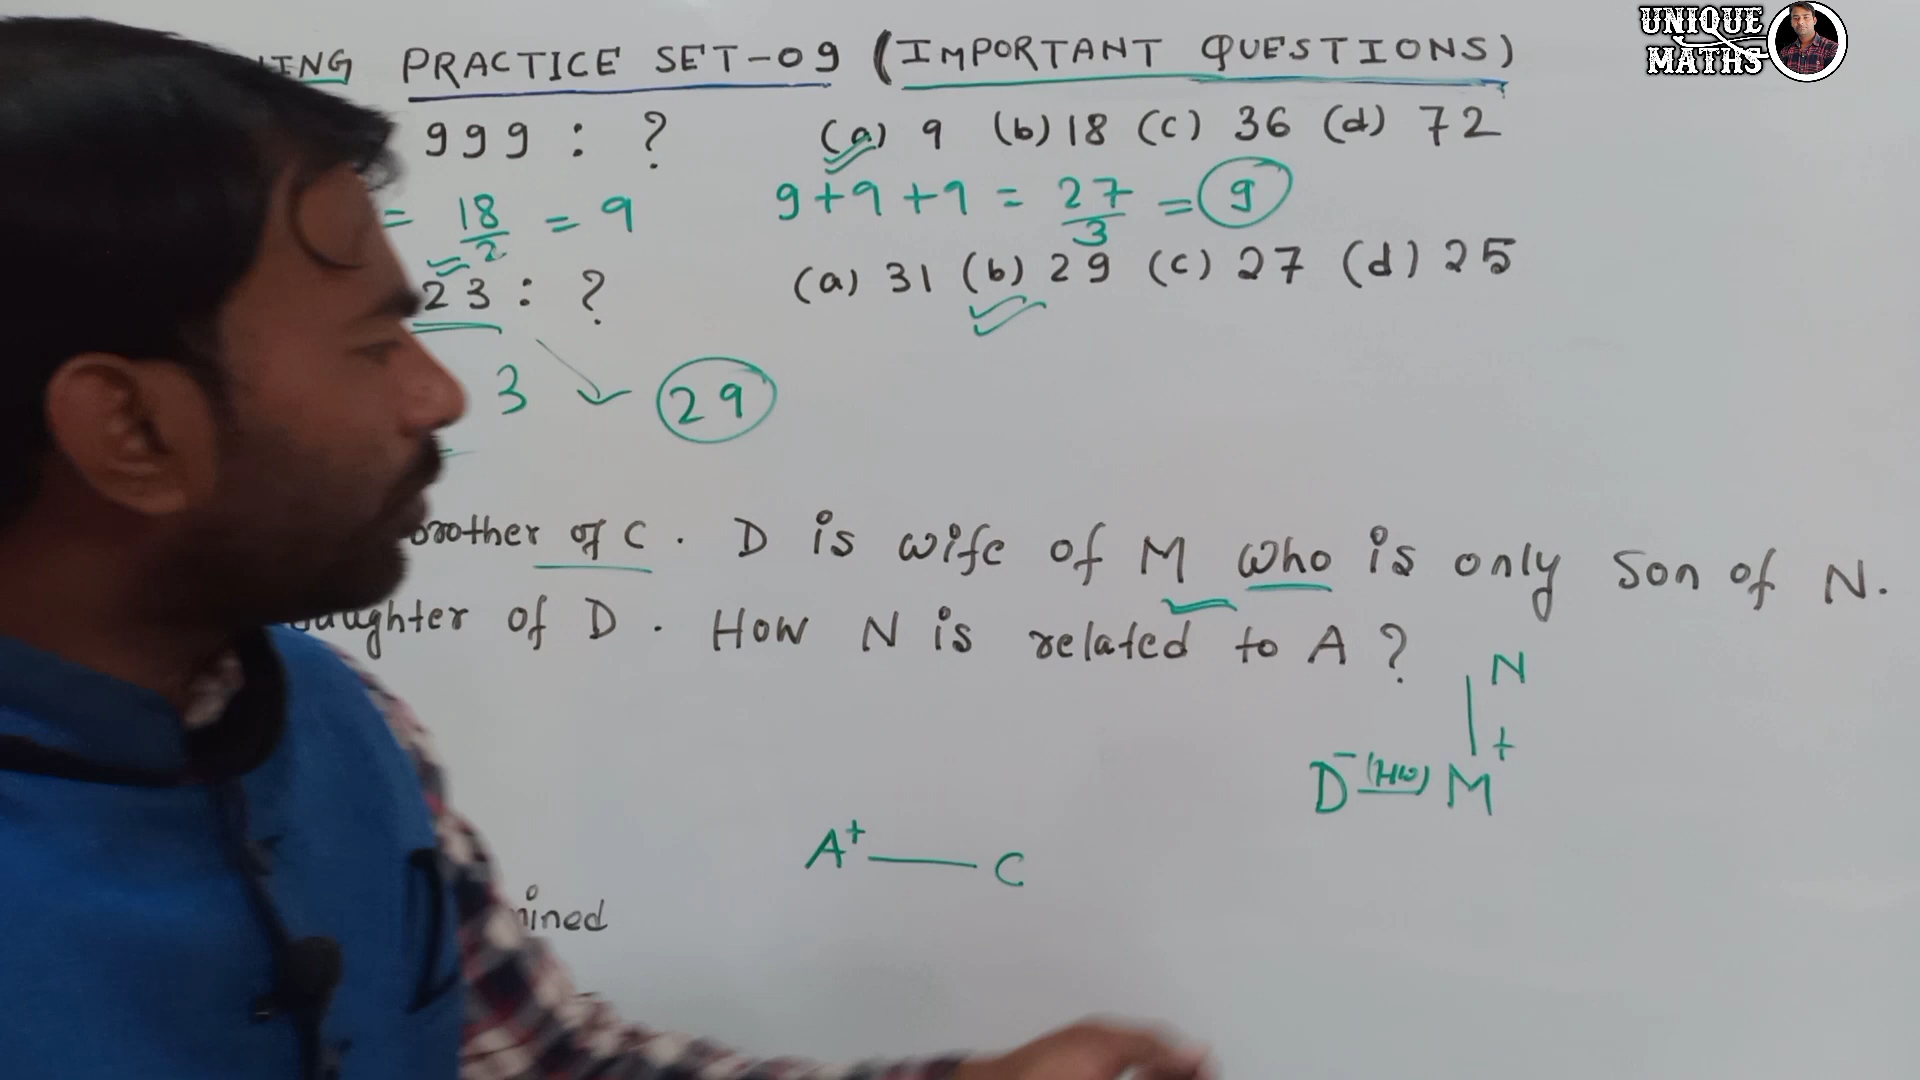 ING PRACTICE SET-09 (IMPORTANT QUESTIONS)
UNIQUE
MATHS
999 : ? (a) 9 (b) 18 (c) 36 (d) 72
= 18/2 = 9 9+9+9 = 27/3 = 9
23 : ? (a) 31 (b) 29 (c) 27 (d) 25
3 29
brother of C. D is wife of M who is only son of N.
daughter of D. How N is related to A?
N
+
D⁻ (HW) M
A⁺ — C
mined